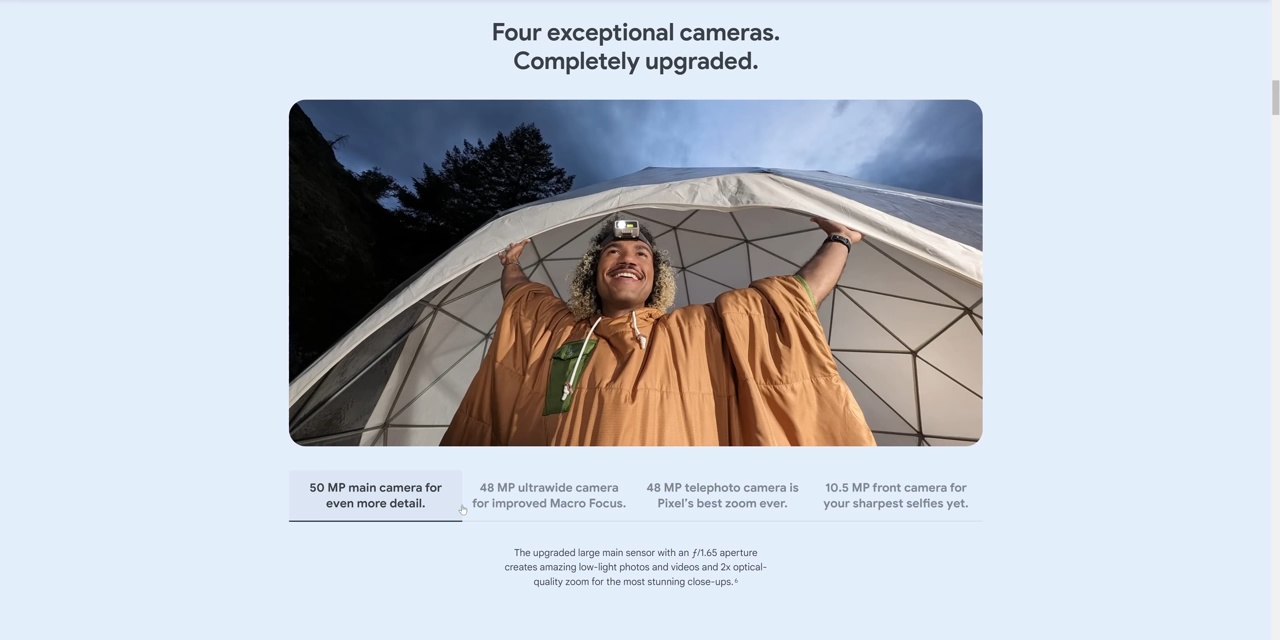 Four exceptional cameras.
Completely upgraded.
50 MP main camera for
even more detail.
48 MP ultrawide camera
for improved Macro Focus.
48 MP telephoto camera is
Pixel’s best zoom ever.
10.5 MP front camera for
your sharpest selfies yet.
The upgraded large main sensor with an ƒ/1.65 aperture
creates amazing low-light photos and videos and 2x optical-
quality zoom for the most stunning close-ups.⁶